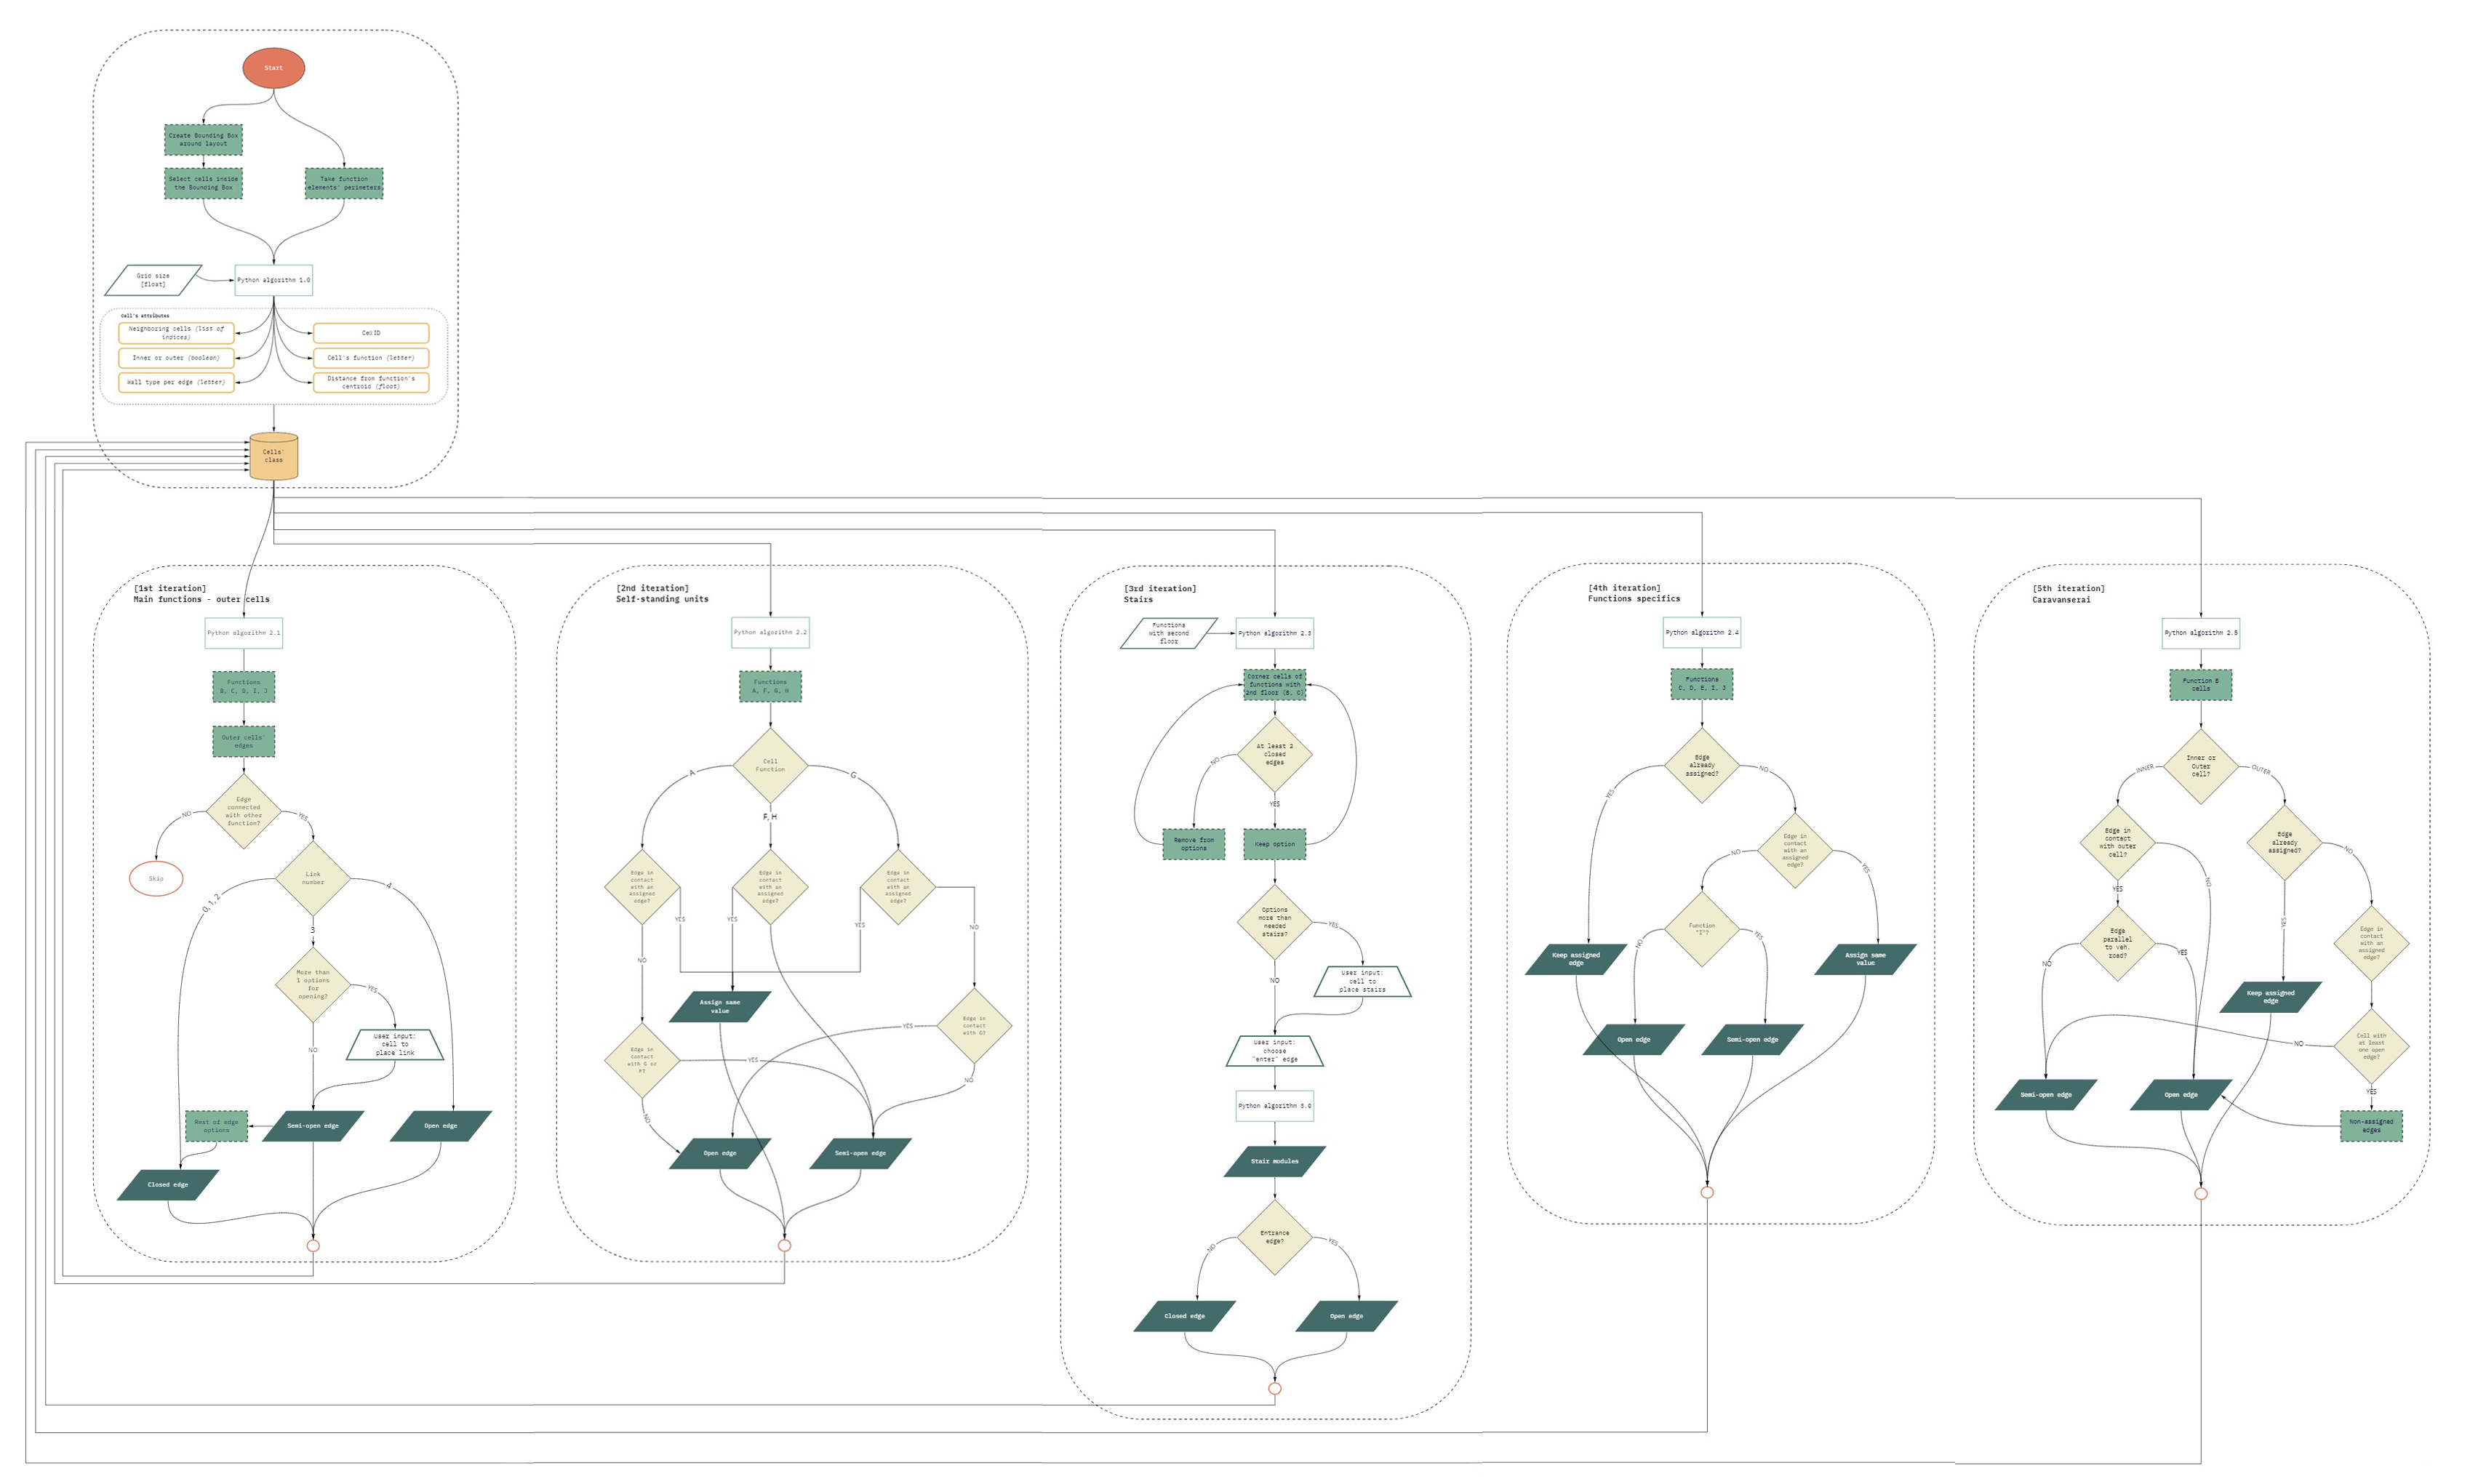 Start
Create Bounding Box
around layout
Select cells inside
the Bounding Box
Take function
elements' perimeters
Grid size
[float]
Python algorithm 1.0
Cell's attributes
Neighboring cells (list of
indices)
CellID
Inner or outer (boolean)
Cell's function (letter)
Wall type per edge (letter)
Distance from function's
centroid (float)
Cells'
class
[1st iteration]
Main functions - outer cells
Python algorithm 2.1
Functions
B, C, D, I, J
Outer cells'
edges
Edge
connected
with other
function?
NO
YES
Skip
Link
number
0, 1, 2
3
4
More than
1 options
for
opening?
YES
NO
User input:
cell to
place link
Rest of edge
options
Semi-open edge
Open edge
Closed edge
[2nd iteration]
Self-standing units
Python algorithm 2.2
Functions
A, F, G, H
Cell
Function
A
F, H
G
Edge in
contact
with an
assigned
edge?
Edge in
contact
with an
assigned
edge?
Edge in
contact
with an
assigned
edge?
YES
YES
YES
NO
NO
Assign same
value
Edge in
contact
with G?
YES
NO
Edge in
contact
with G or
F?
YES
NO
Open edge
Semi-open edge
[3rd iteration]
Stairs
Functions
with second
floor
Python algorithm 2.3
Corner cells of
functions with
2nd floor (B, C)
At least 2
closed
edges
NO
YES
Remove from
options
Keep option
Options
more than
needed
stairs?
YES
NO
User input:
cell to
place stairs
User input:
choose
"enter" edge
Python algorithm 3.0
Stair modules
Entrance
edge?
NO
YES
Closed edge
Open edge
[4th iteration]
Functions specifics
Python algorithm 2.4
Functions
C, D, E, I, J
Edge
already
assigned?
YES
NO
Edge in
contact
with an
assigned
edge?
NO
YES
Function
"I"?
NO
YES
Keep assigned
edge
Assign same
value
Open edge
Semi-open edge
[5th iteration]
Caravanserai
Python algorithm 2.5
Function E
cells
Inner or
Outer
cell?
INNER
OUTER
Edge in
contact
with outer
cell?
YES
NO
Edge
already
assigned?
NO
YES
Edge
parallel
to veh.
road?
NO
YES
Edge in
contact
with an
assigned
edge?
Keep assigned
edge
Cell with
at least
one open
edge?
NO
YES
Semi-open edge
Open edge
Non-assigned
edges